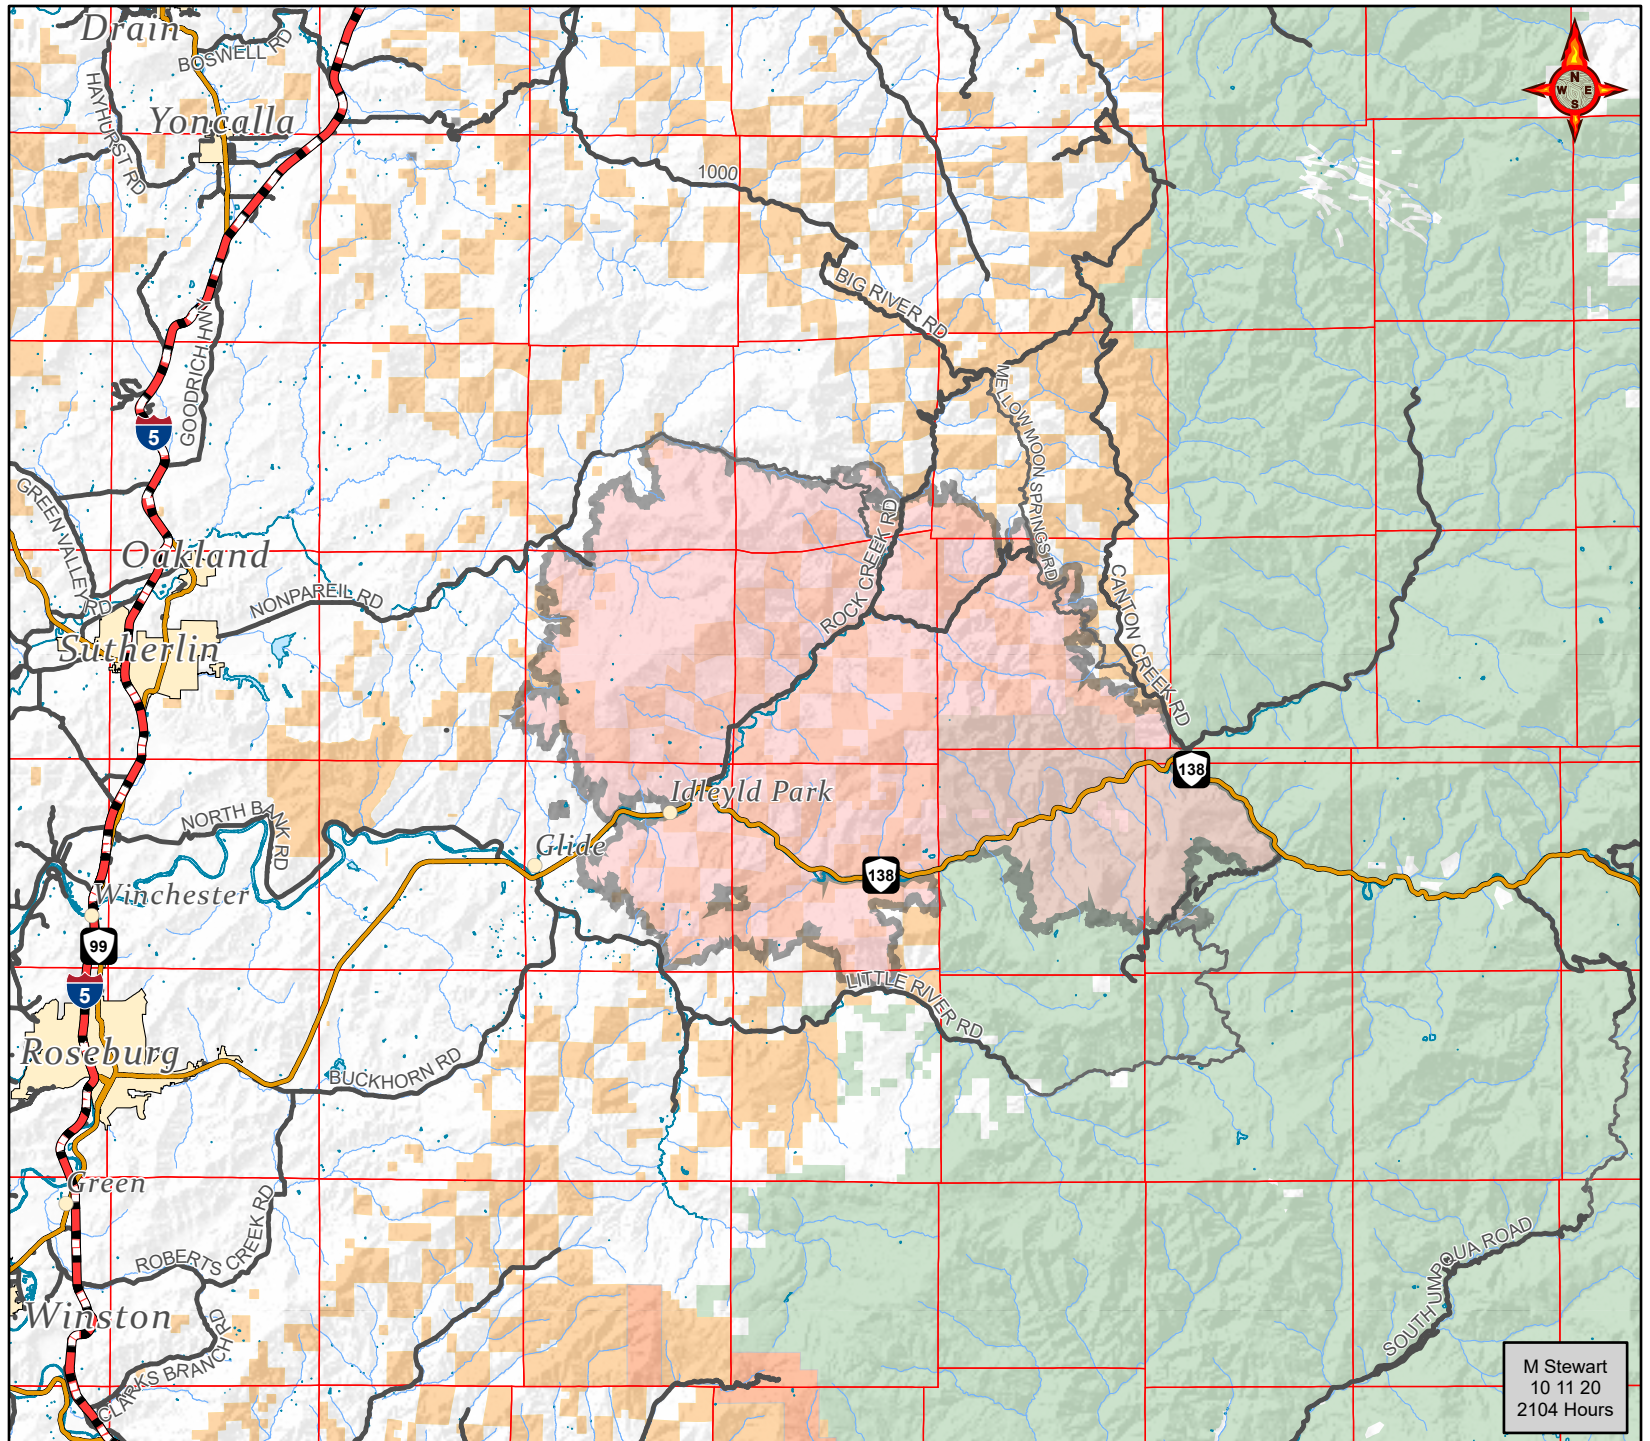 Drain
BOSWELL RD
HAYHURST RD
Yoncalla
N
W E
S
1000
BIG RIVER RD
GOODRICH HWY
5
MELLOW MOON SPRINGS RD
GREEN VALLEY RD
Oakland
NONPAREIL RD
ROCK CREEK RD
CANTON CREEK RD
Sutherlin
138
Idleyld Park
NORTH BANK RD
Glide
138
Winchester
99
5
LITTLE RIVER RD
Roseburg
BUCKHORN RD
Green
ROBERTS CREEK RD
SOUTH UMPQUA ROAD
Winston
CLARKS BRANCH RD
M Stewart
10 11 20
2104 Hours